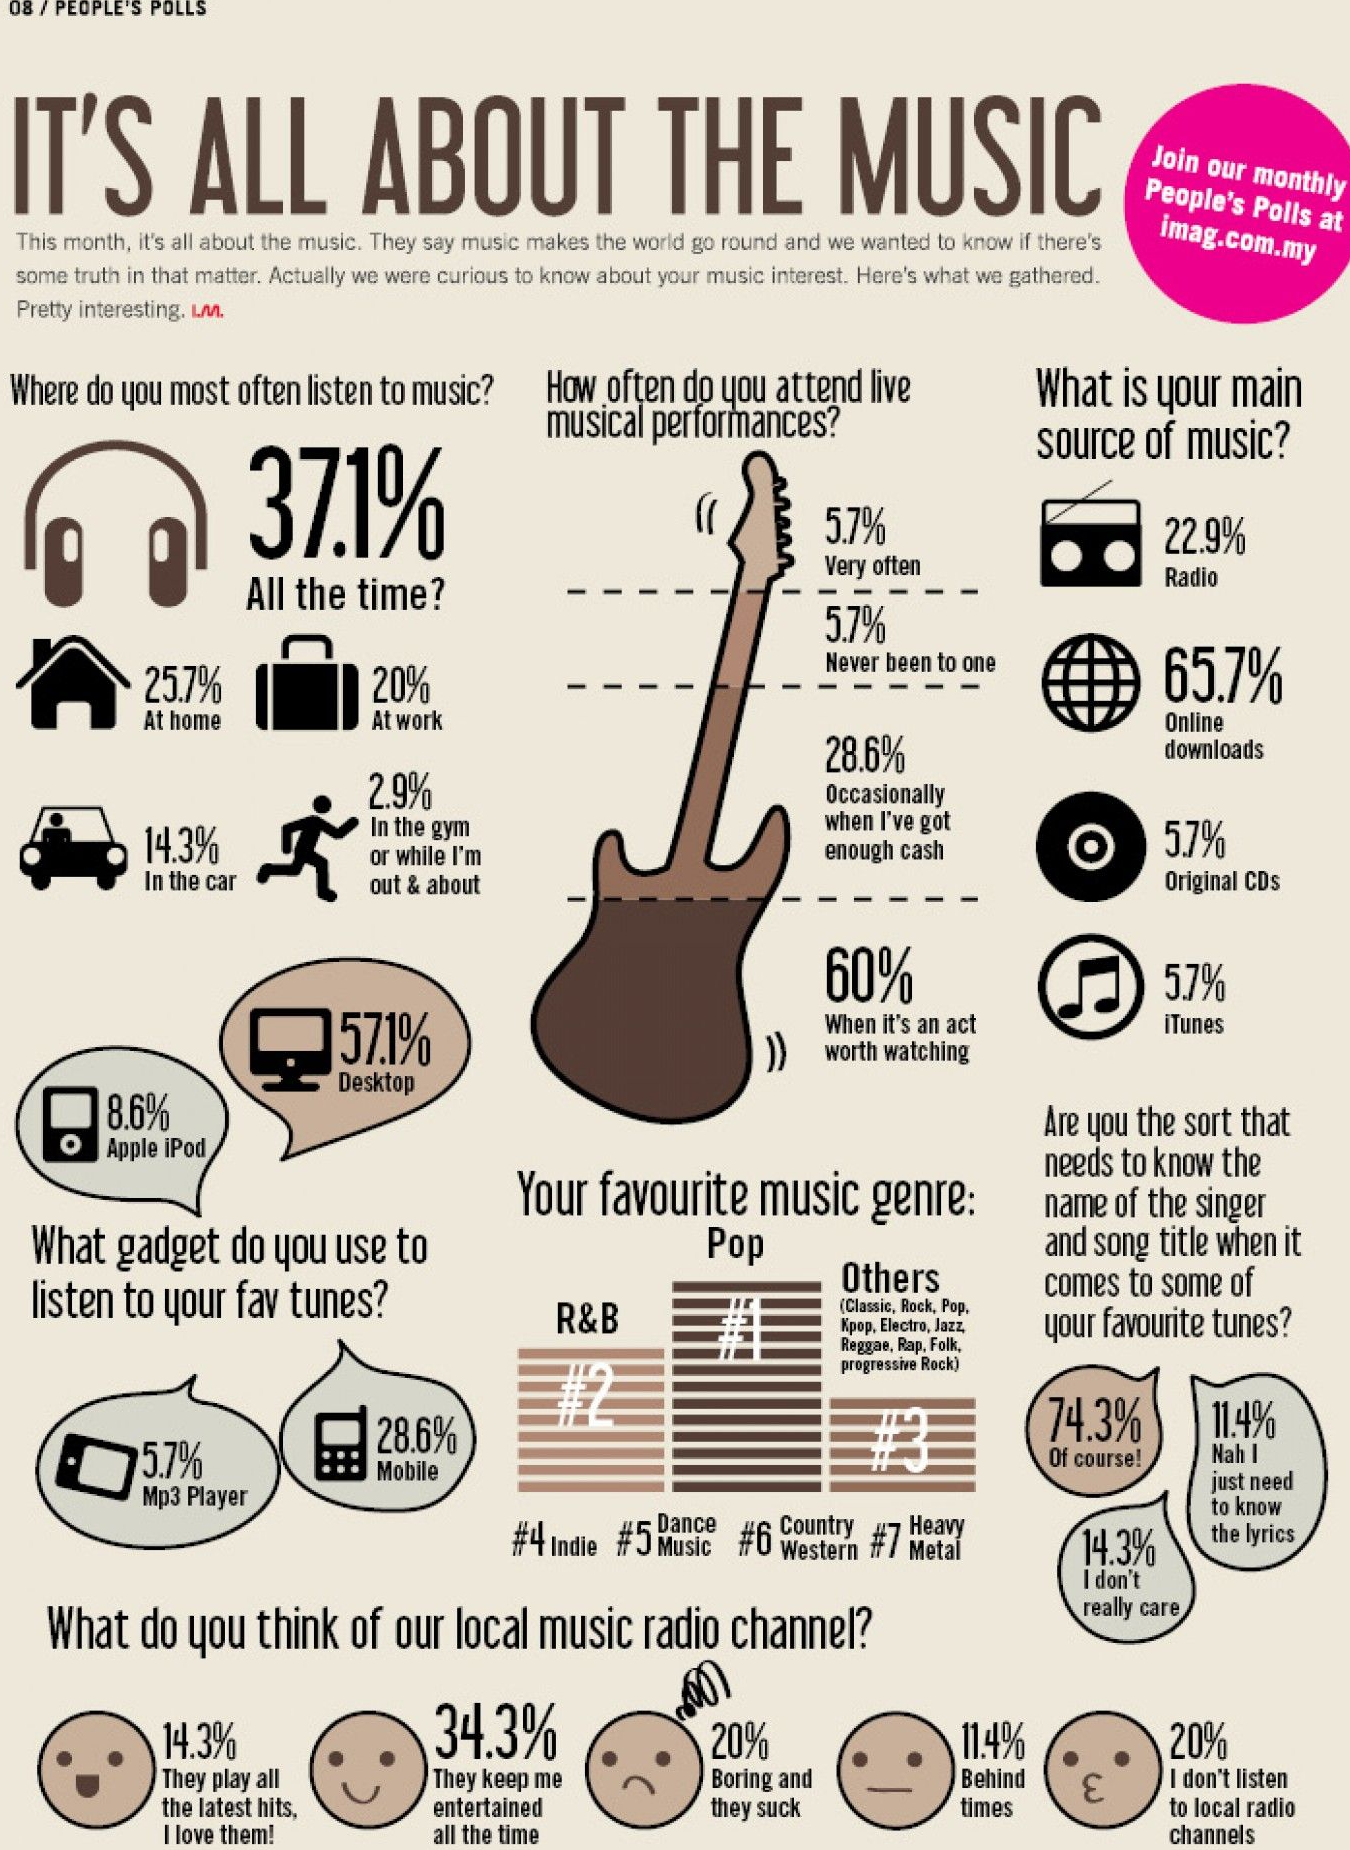 08 / PEOPLE'S POLLS
IT'S ALL ABOUT THE MUSIC
Join our monthly
People's Polls at
imag.com.my
This month, it's all about the music. They say music makes the world go round and we wanted to know if there's
some truth in that matter. Actually we were curious to know about your music interest. Here's what we gathered.
Pretty interesting. I.M.
Where do you most often listen to music?
37.1%
All the time?
25.7%
At home
20%
At work
14.3%
In the car
2.9%
In the gym
or while I'm
out & about
How often do you attend live
musical performances?
5.7%
Very often
5.7%
Never been to one
28.6%
Occasionally
when I've got
enough cash
60%
When it's an act
worth watching
What is your main
source of music?
22.9%
Radio
65.7%
Online
downloads
5.7%
Original CDs
5.7%
iTunes
57.1%
Desktop
8.6%
Apple iPod
What gadget do you use to
listen to your fav tunes?
5.7%
Mp3 Player
28.6%
Mobile
Your favourite music genre:
Pop
#1
R&B
#2
Others
(Classic, Rock, Pop,
Kpop, Electro, Jazz,
Reggae, Rap, Folk,
progressive Rock)
#3
#4 Indie
#5 Dance
Music
#6 Country
Western
#7 Heavy
Metal
Are you the sort that
needs to know the
name of the singer
and song title when it
comes to some of
your favourite tunes?
74.3%
Of course!
11.4%
Nah I
just need
to know
the lyrics
14.3%
I don't
really care
What do you think of our local music radio channel?
14.3%
They play all
the latest hits,
I love them!
34.3%
They keep me
entertained
all the time
20%
Boring and
they suck
11.4%
Behind
times
20%
I don't listen
to local radio
channels